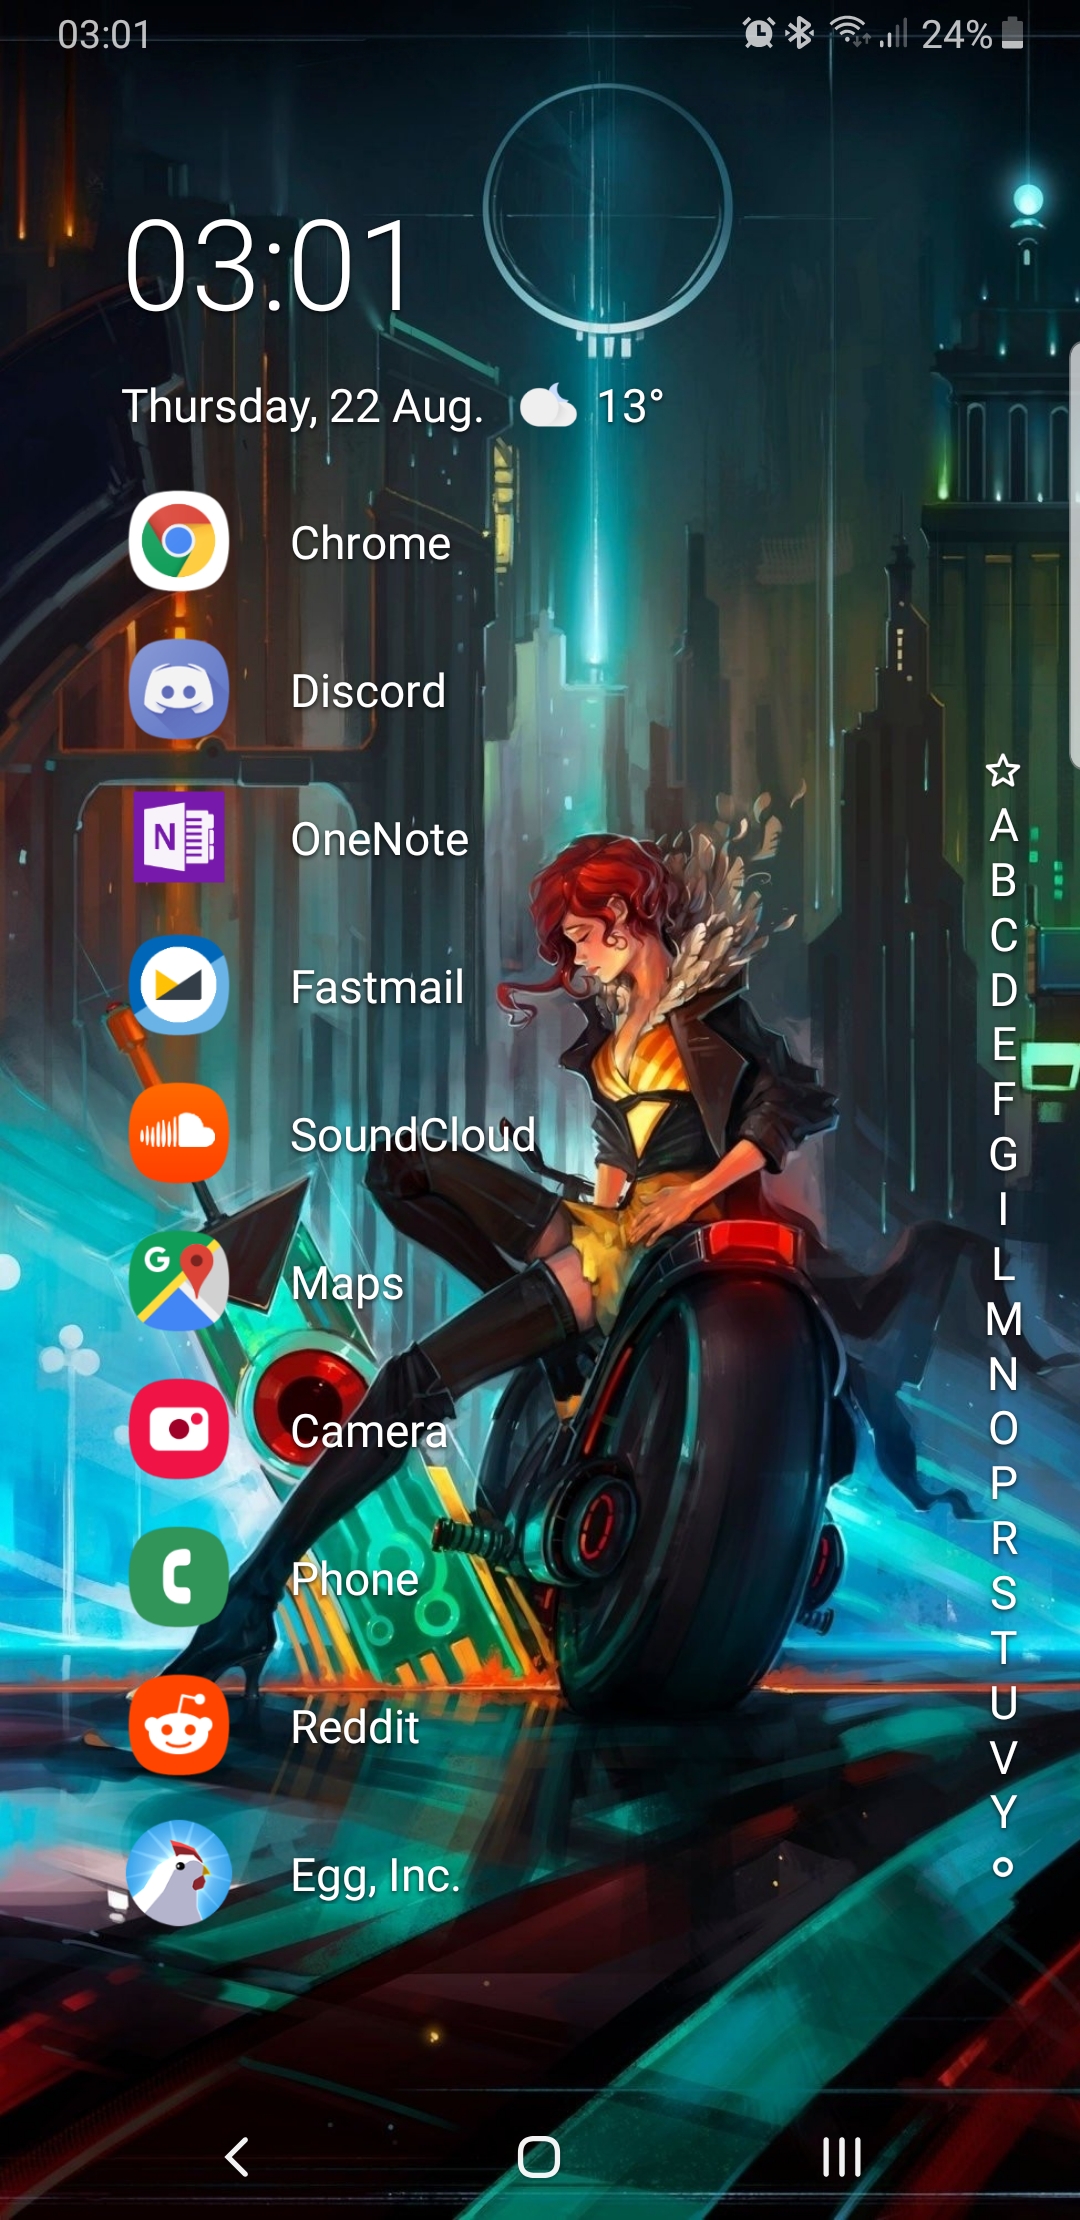 03:01
24%
03:01
Thursday, 22 Aug. 13°
Chrome
Discord
N
OneNote
Fastmail
SoundCloud
G
Maps
Camera
Phone
Reddit
Egg, Inc.
A
B
C
D
E
F
G
I
L
M
N
O
P
R
S
T
U
V
Y